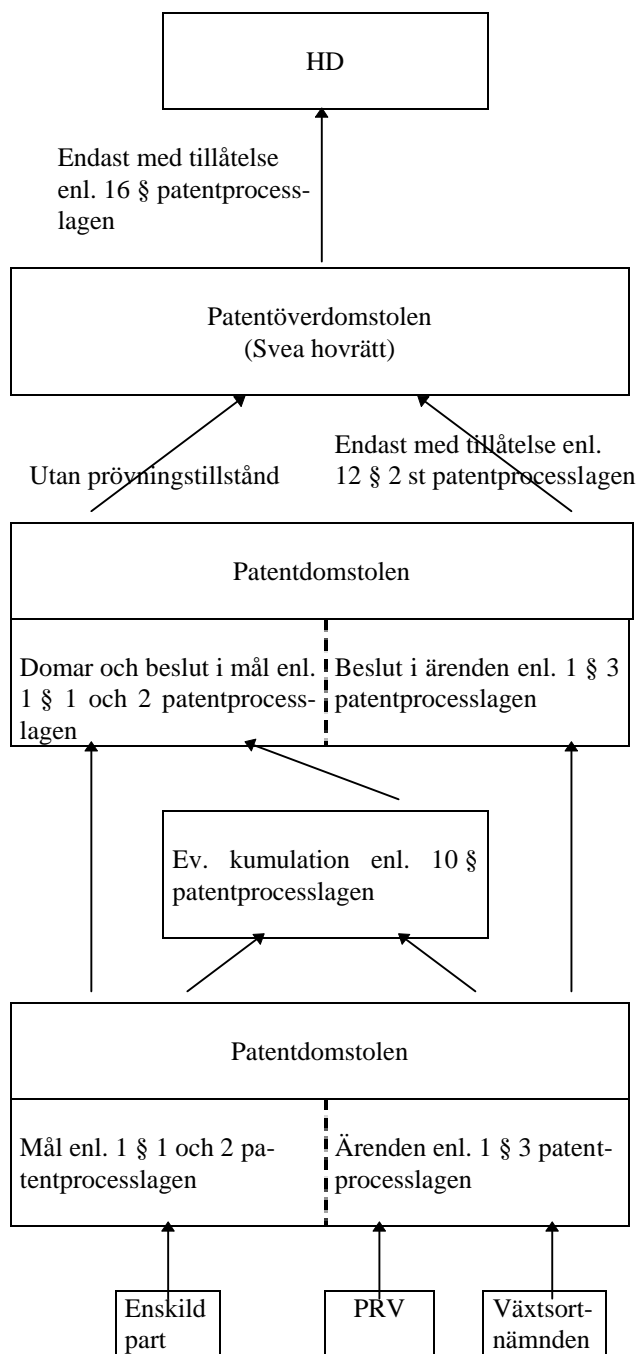 HD
Endast med tillåtelse
enl. 16 § patentprocess-
lagen
Patentöverdomstolen
(Svea hovrätt)
Utan prövningstillstånd
Endast med tillåtelse enl.
12 § 2 st patentprocesslagen
Patentdomstolen
Domar och beslut i mål enl.
1 § 1 och 2 patentprocess-
lagen
Beslut i ärenden enl. 1 § 3
patentprocesslagen
Ev. kumulation enl. 10 §
patentprocesslagen
Patentdomstolen
Mål enl. 1 § 1 och 2 pa-
tentprocesslagen
Ärenden enl. 1 § 3 patent-
processlagen
Enskild
part
PRV
Växtsort-
nämnden